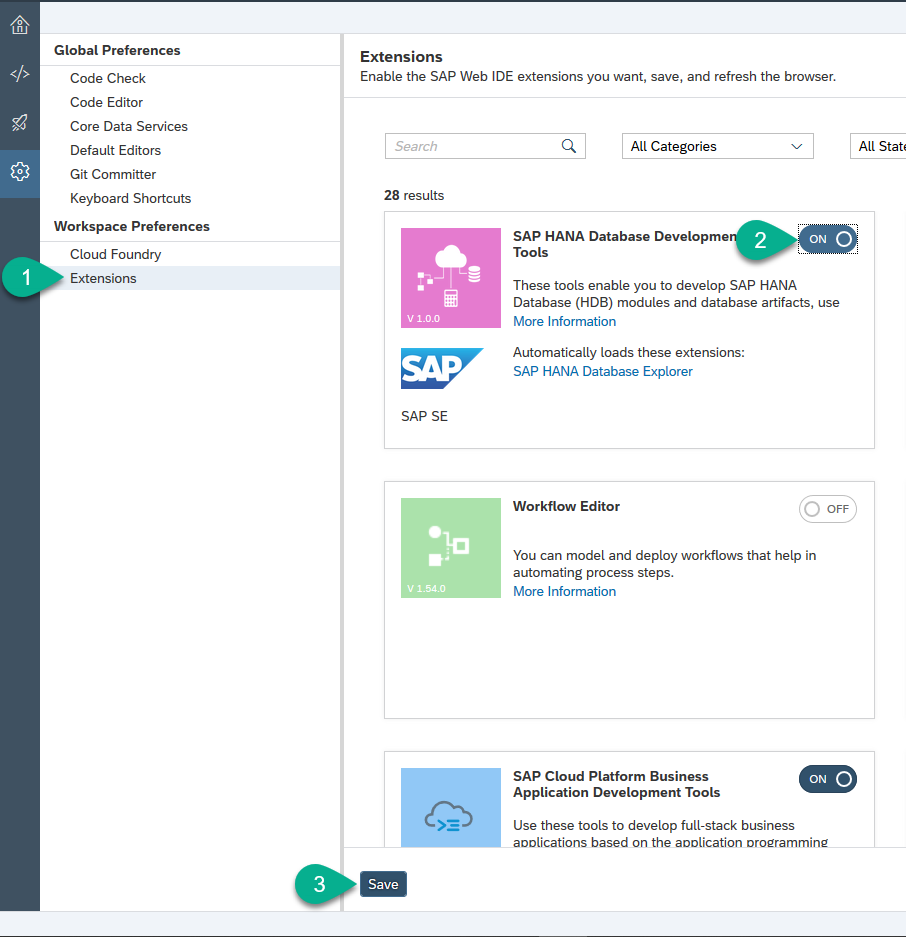 Global Preferences
Code Check
Code Editor
Core Data Services
Default Editors
Git Committer
Keyboard Shortcuts
Workspace Preferences
Cloud Foundry
1
Extensions
Extensions
Enable the SAP Web IDE extensions you want, save, and refresh the browser.
Search
All Categories
All State
28 results
SAP HANA Database Developmen
Tools
2
ON
These tools enable you to develop SAP HANA
Database (HDB) modules and database artifacts, use
More Information
V 1.0.0
Automatically loads these extensions:
SAP HANA Database Explorer
SAP
SAP SE
Workflow Editor
OFF
You can model and deploy workflows that help in
automating process steps.
More Information
V 1.54.0
SAP Cloud Platform Business
Application Development Tools
ON
Use these tools to develop full-stack business
applications based on the application programming
3
Save